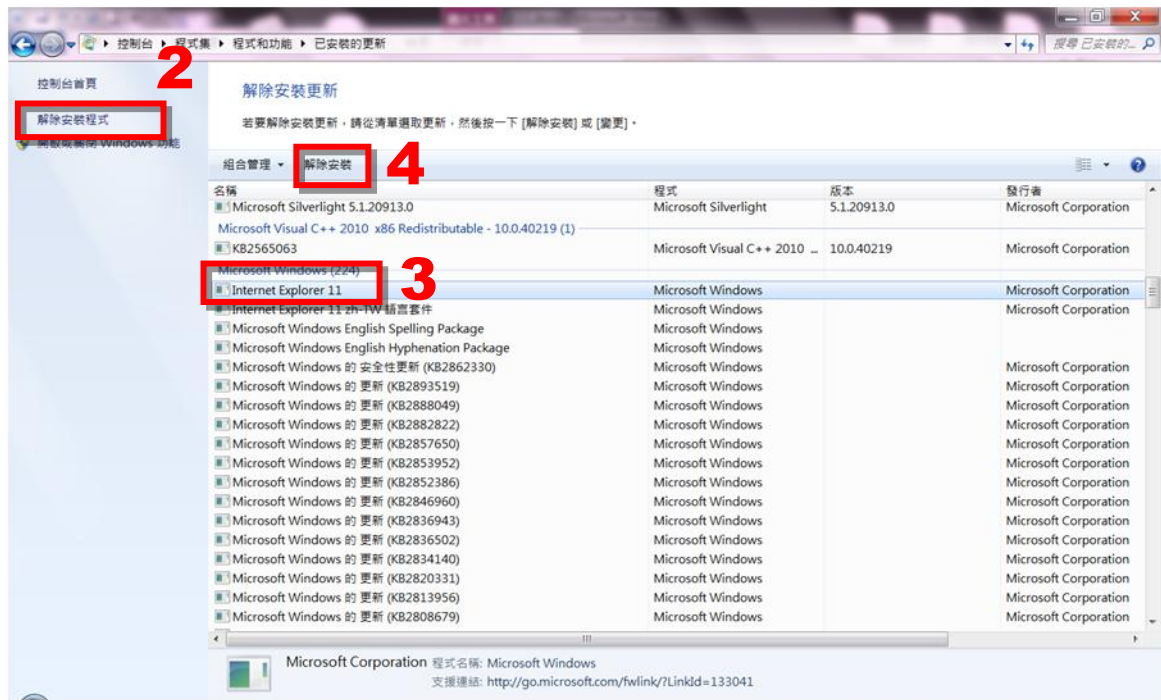 控制台 ▸ 程式集 ▸ 程式和功能 ▸ 已安裝的更新
搜尋 已安裝的...
2
控制台首頁
解除安裝程式
開啟或關閉 Windows 功能
解除安裝更新
若要解除安裝更新，請從清單選取更新，然後按一下 [解除安裝] 或 [變更]。
組合管理 解除安裝
4
名稱 程式 版本 發行者
Microsoft Silverlight 5.1.20913.0 Microsoft Silverlight 5.1.20913.0 Microsoft Corporation
Microsoft Visual C++ 2010 x86 Redistributable - 10.0.40219 (1)
KB2565063 Microsoft Visual C++ 2010 ... 10.0.40219 Microsoft Corporation
Microsoft Windows (224)
3
Internet Explorer 11 Microsoft Windows Microsoft Corporation
Internet Explorer 11 zh-TW 語言套件 Microsoft Windows Microsoft Corporation
Microsoft Windows English Spelling Package Microsoft Windows
Microsoft Windows English Hyphenation Package Microsoft Windows
Microsoft Windows 的 安全性更新 (KB2862330) Microsoft Windows Microsoft Corporation
Microsoft Windows 的 更新 (KB2893519) Microsoft Windows Microsoft Corporation
Microsoft Windows 的 更新 (KB2888049) Microsoft Windows Microsoft Corporation
Microsoft Windows 的 更新 (KB2882822) Microsoft Windows Microsoft Corporation
Microsoft Windows 的 更新 (KB2857650) Microsoft Windows Microsoft Corporation
Microsoft Windows 的 更新 (KB2853952) Microsoft Windows Microsoft Corporation
Microsoft Windows 的 更新 (KB2852386) Microsoft Windows Microsoft Corporation
Microsoft Windows 的 更新 (KB2846960) Microsoft Windows Microsoft Corporation
Microsoft Windows 的 更新 (KB2836943) Microsoft Windows Microsoft Corporation
Microsoft Windows 的 更新 (KB2836502) Microsoft Windows Microsoft Corporation
Microsoft Windows 的 更新 (KB2834140) Microsoft Windows Microsoft Corporation
Microsoft Windows 的 更新 (KB2820331) Microsoft Windows Microsoft Corporation
Microsoft Windows 的 更新 (KB2813956) Microsoft Windows Microsoft Corporation
Microsoft Windows 的 更新 (KB2808679) Microsoft Windows Microsoft Corporation
Microsoft Corporation 程式名稱: Microsoft Windows
支援連結: http://go.microsoft.com/fwlink/?LinkId=133041